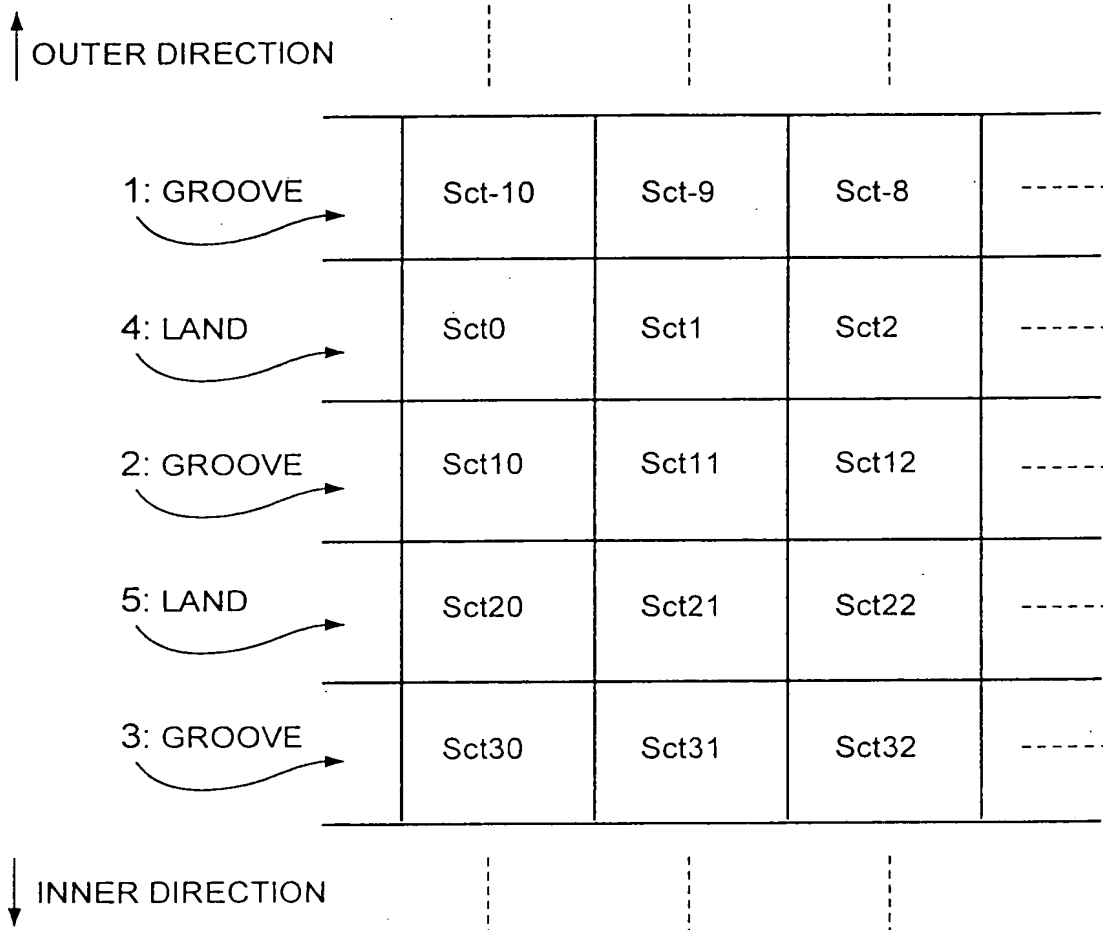 OUTER DIRECTION
1: GROOVE Sct-10 Sct-9 Sct-8
4: LAND Sct0 Sct1 Sct2
2: GROOVE Sct10 Sct11 Sct12
5: LAND Sct20 Sct21 Sct22
3: GROOVE Sct30 Sct31 Sct32
INNER DIRECTION